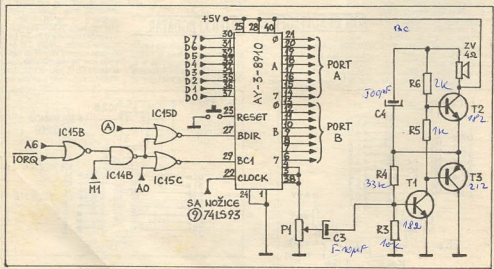 +5V
25 28 40
ZV
4Ω
D7 30
D6 31
D5 32
D4 33
D3 34
D2 35
D1 36
D0 37
AY-3-8910
Ø 21
20
19
A 18
17
16
15
7 14
PORT
A
Ø 13
12
11
B 10
9
8
7
7 6
PORT
B
100µF
C4
R6
2K
T2
182
R5
1K
23 RESET
A
IC15D
27 BDIR
IC15B
A6
IORQ
M1
IC14B
A0
IC15C
29 BC1
22 CLOCK
24 1
4
3
38
SA NOŽICE
9 74LS93
R4
33K
T3
212
T1
182
P1
C3
5-10µF
R3
10K